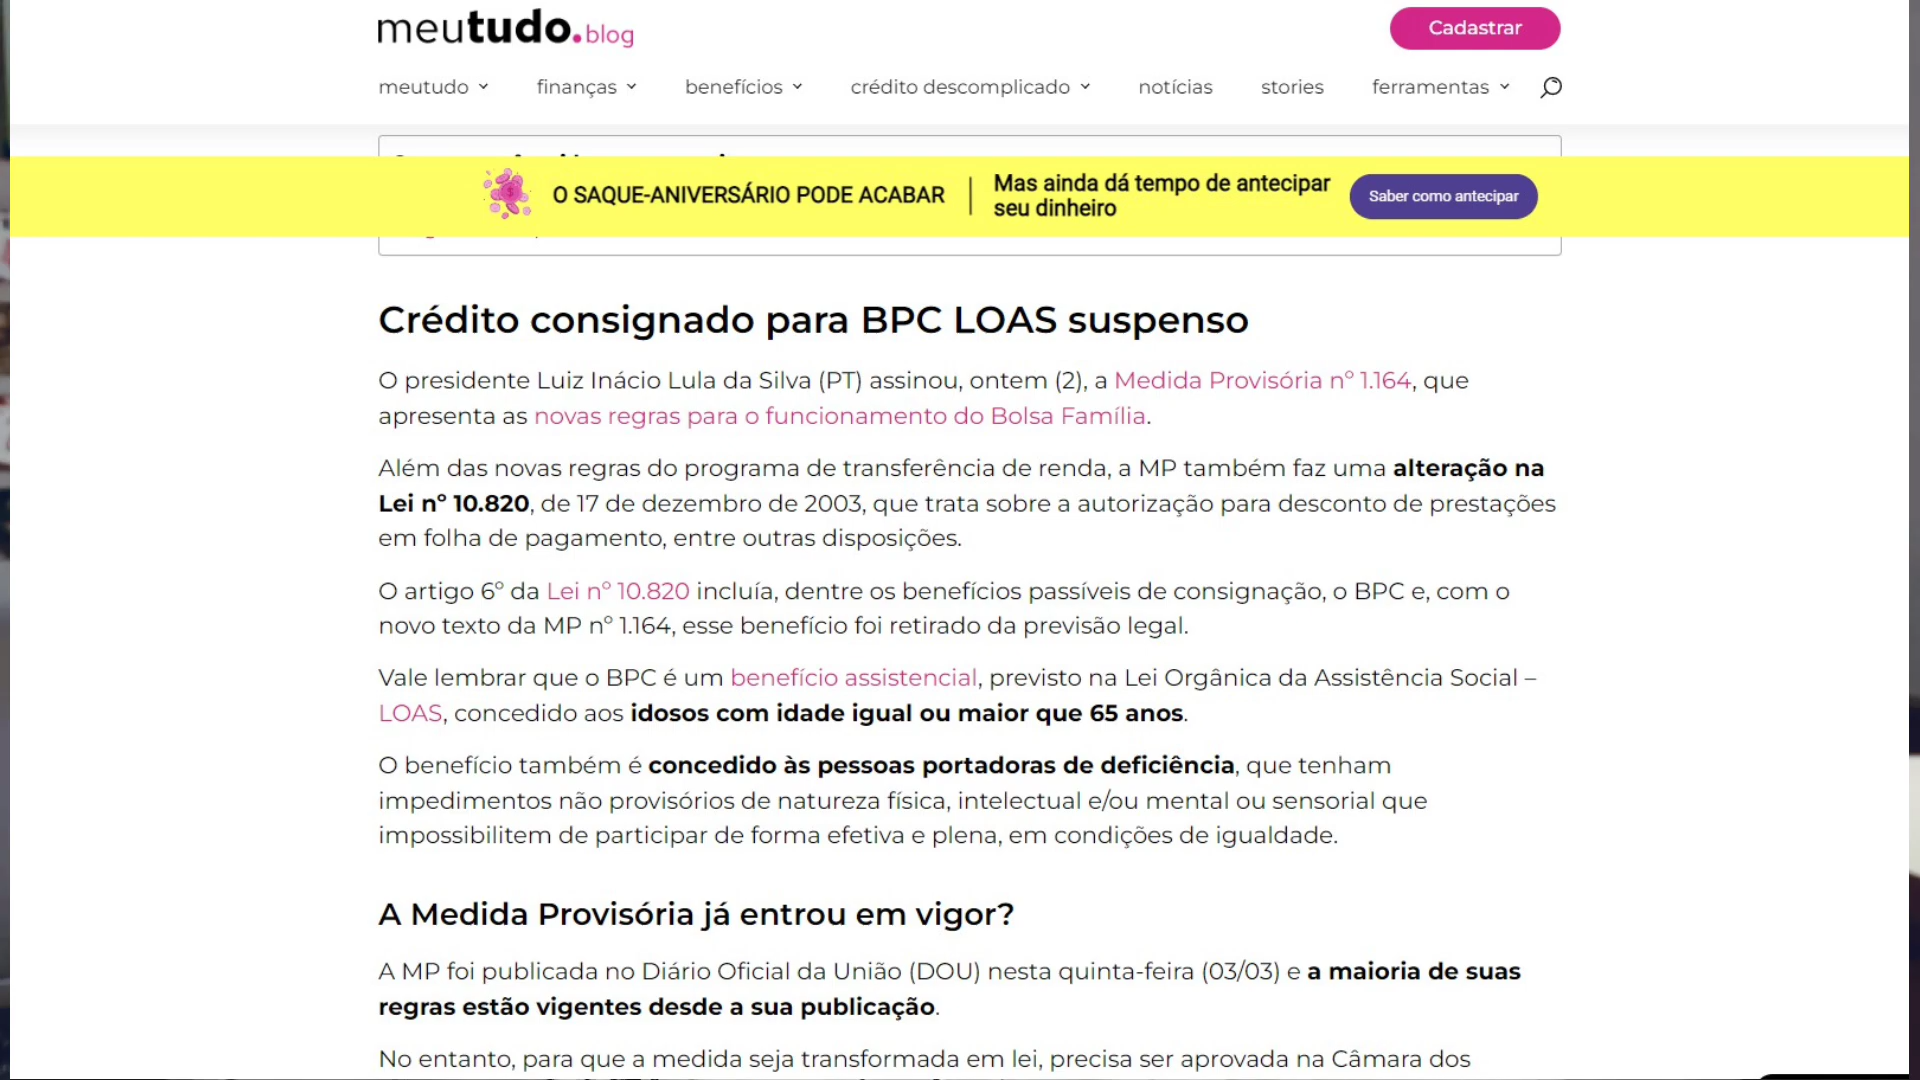 meutudo.blog
Cadastrar
meutudo
finanças
benefícios
crédito descomplicado
notícias
stories
ferramentas
O SAQUE-ANIVERSÁRIO PODE ACABAR
Mas ainda dá tempo de antecipar
seu dinheiro
Saber como antecipar
Crédito consignado para BPC LOAS suspenso
O presidente Luiz Inácio Lula da Silva (PT) assinou, ontem (2), a Medida Provisória nº 1.164, que
apresenta as novas regras para o funcionamento do Bolsa Família.
Além das novas regras do programa de transferência de renda, a MP também faz uma alteração na
Lei nº 10.820, de 17 de dezembro de 2003, que trata sobre a autorização para desconto de prestações
em folha de pagamento, entre outras disposições.
O artigo 6º da Lei nº 10.820 incluía, dentre os benefícios passíveis de consignação, o BPC e, com o
novo texto da MP nº 1.164, esse benefício foi retirado da previsão legal.
Vale lembrar que o BPC é um benefício assistencial, previsto na Lei Orgânica da Assistência Social –
LOAS, concedido aos idosos com idade igual ou maior que 65 anos.
O benefício também é concedido às pessoas portadoras de deficiência, que tenham
impedimentos não provisórios de natureza física, intelectual e/ou mental ou sensorial que
impossibilitem de participar de forma efetiva e plena, em condições de igualdade.
A Medida Provisória já entrou em vigor?
A MP foi publicada no Diário Oficial da União (DOU) nesta quinta-feira (03/03) e a maioria de suas
regras estão vigentes desde a sua publicação.
No entanto, para que a medida seja transformada em lei, precisa ser aprovada na Câmara dos